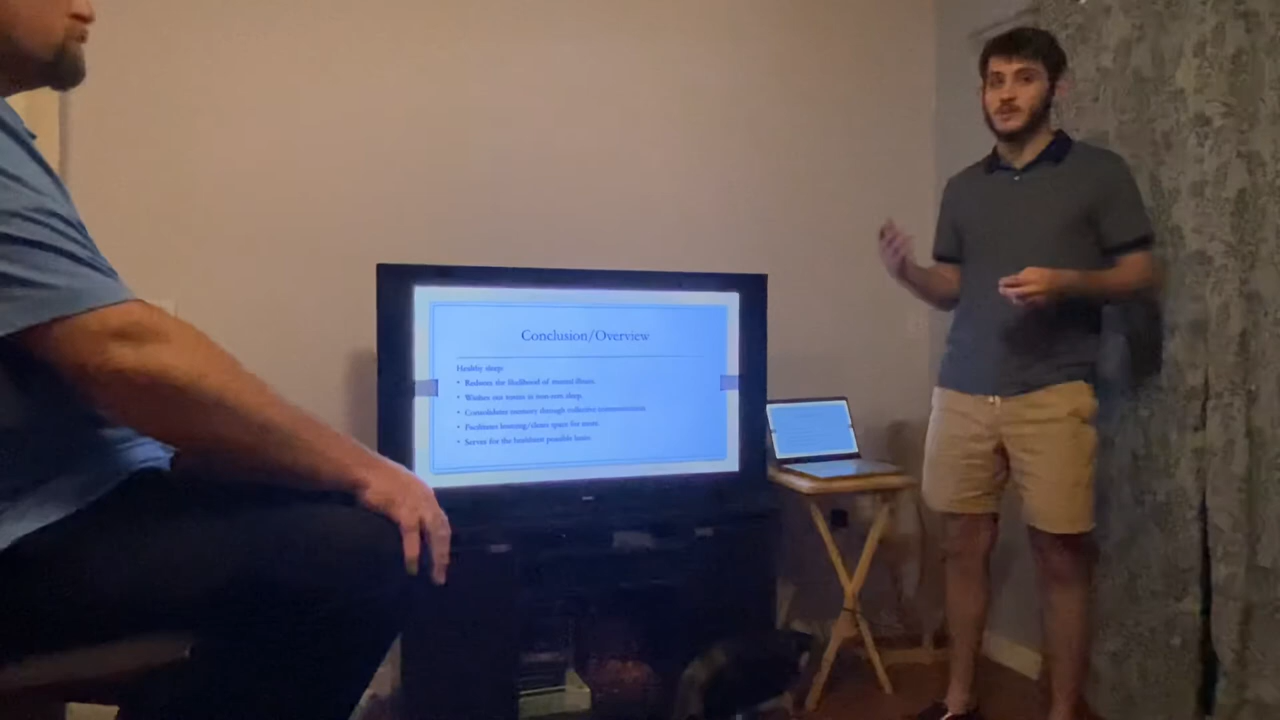 Conclusion/Overview
Healthy sleep:
• Reduces the likelihood of mental illness.
• Washes out toxins in non-rem sleep.
• Consolidates memory through collective
• Facilitates learning/clears space for more.
• Serves for the healthiest possible brain.